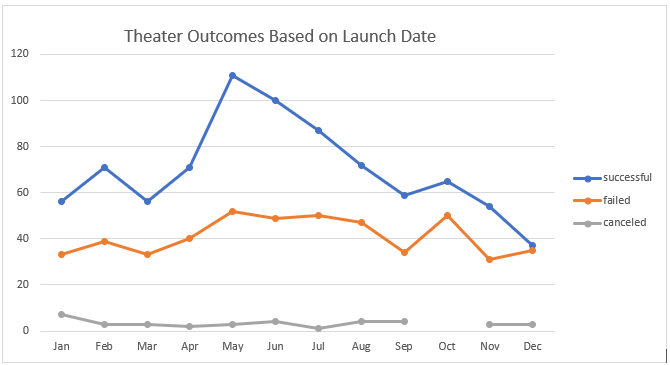 Theater Outcomes Based on Launch Date
120
100
80
60
40
20
0
Jan Feb Mar Apr May Jun Jul Aug Sep Oct Nov Dec
successful
failed
canceled